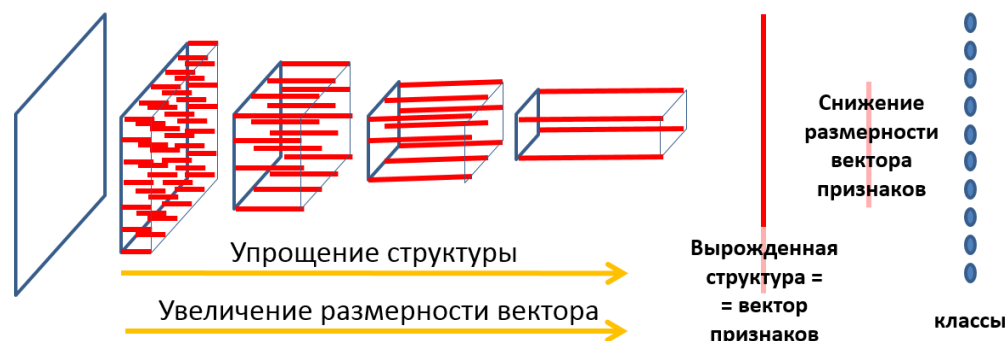 Снижение
размерности
вектора
признаков
Упрощение структуры
Увеличение размерности вектора
Вырожденная
структура =
= вектор
признаков
классы